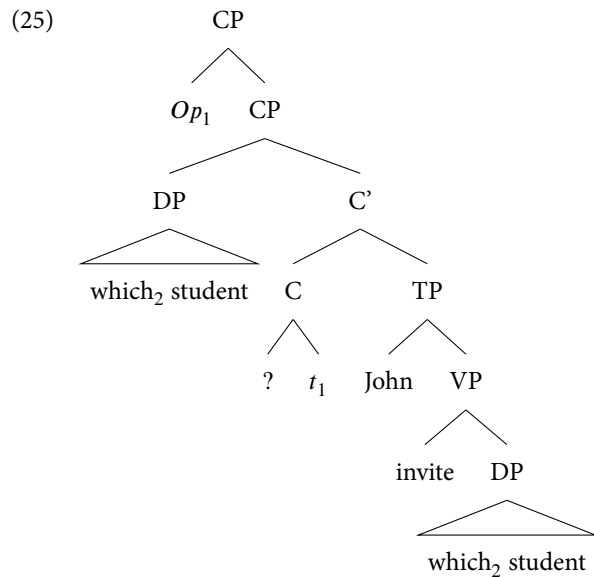 (25) CP
Op₁ CP
DP C’
which₂ student C TP
? t₁ John VP
invite DP
which₂ student